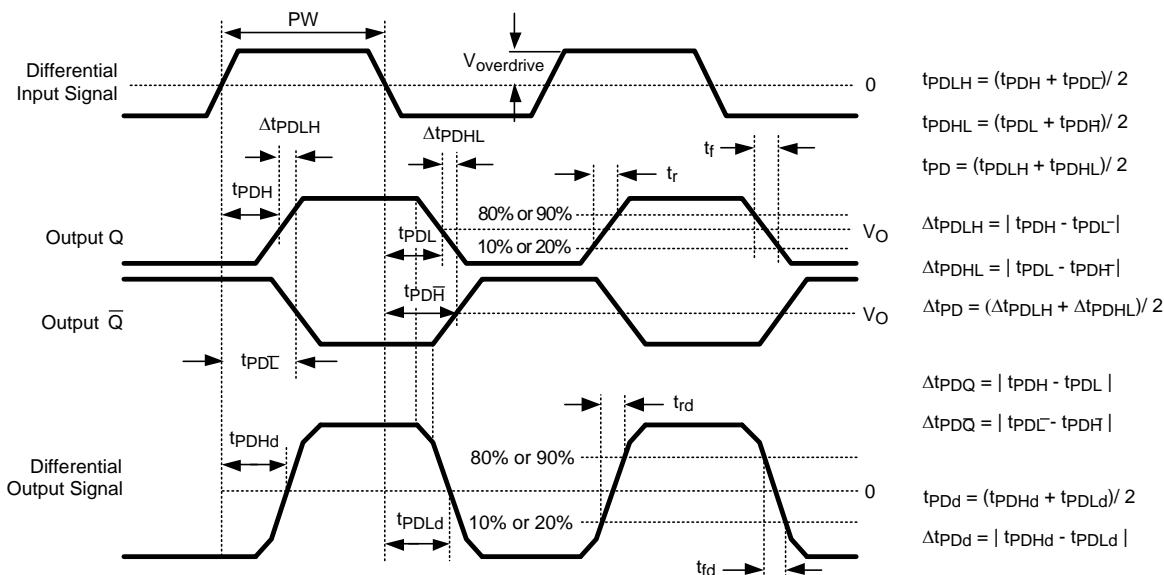 PW
Differential
Input Signal
Voverdrive
0
ΔtPDLH
ΔtPDHL
tf
tr
tPDH
Output Q
80% or 90%
tPDL
10% or 20%
VO
tPDH̅
Output Q̅
VO
tPDL̅
trd
tPDHd
80% or 90%
Differential
Output Signal
0
10% or 20%
tPDLd
tfd
tPDLH = (tPDH + tPDL̅)/ 2
tPDHL = (tPDL + tPDH̅)/ 2
tPD = (tPDLH + tPDHL)/ 2
ΔtPDLH = | tPDH - tPDL̅ |
ΔtPDHL = | tPDL - tPDH̅ |
ΔtPD = (ΔtPDLH + ΔtPDHL)/ 2
ΔtPDQ = | tPDH - tPDL |
ΔtPDQ̅ = | tPDL̅ - tPDH̅ |
tPDd = (tPDHd + tPDLd)/ 2
ΔtPDd = | tPDHd - tPDLd |